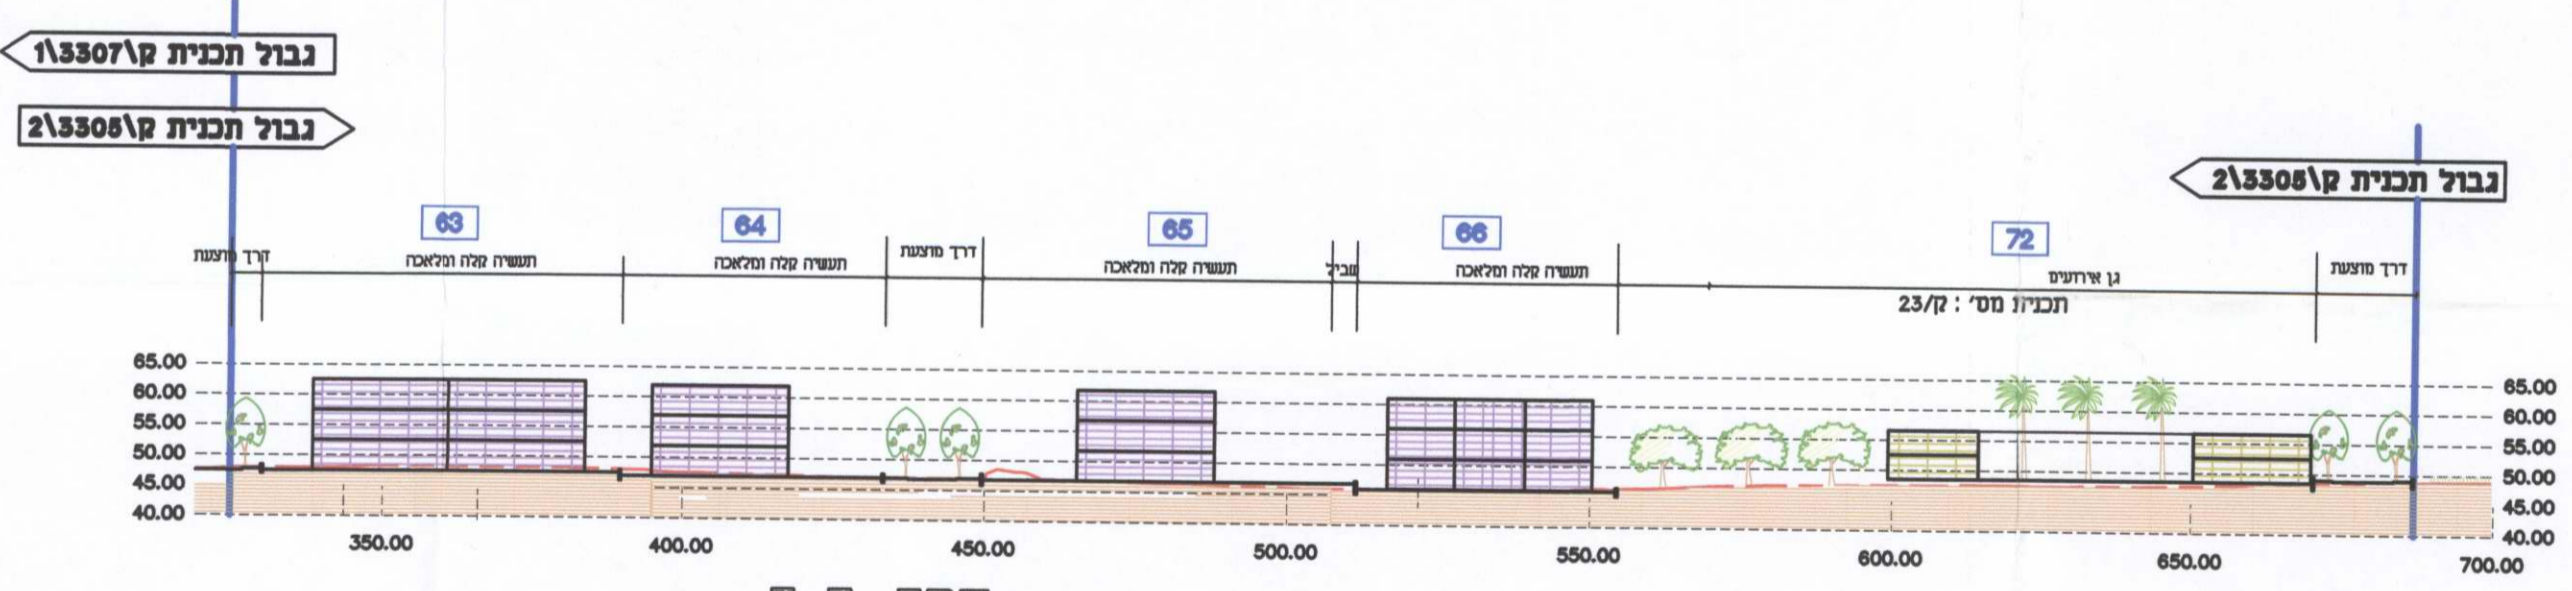 גבול תכנית ק\3307\1
גבול תכנית ק\3305\2
גבול תכנית ק\3305\2
63
64
65
66
72
דרך מוצעת
תעשיה קלה ומלאכה
תעשיה קלה ומלאכה
דרך מוצעת
תעשיה קלה ומלאכה
שביל
תעשיה קלה ומלאכה
גן אירועים
דרך מוצעת
תכנית מס' : ק/23
65.00
60.00
55.00
50.00
45.00
40.00
65.00
60.00
55.00
50.00
45.00
40.00
350.00
400.00
450.00
500.00
550.00
600.00
650.00
700.00